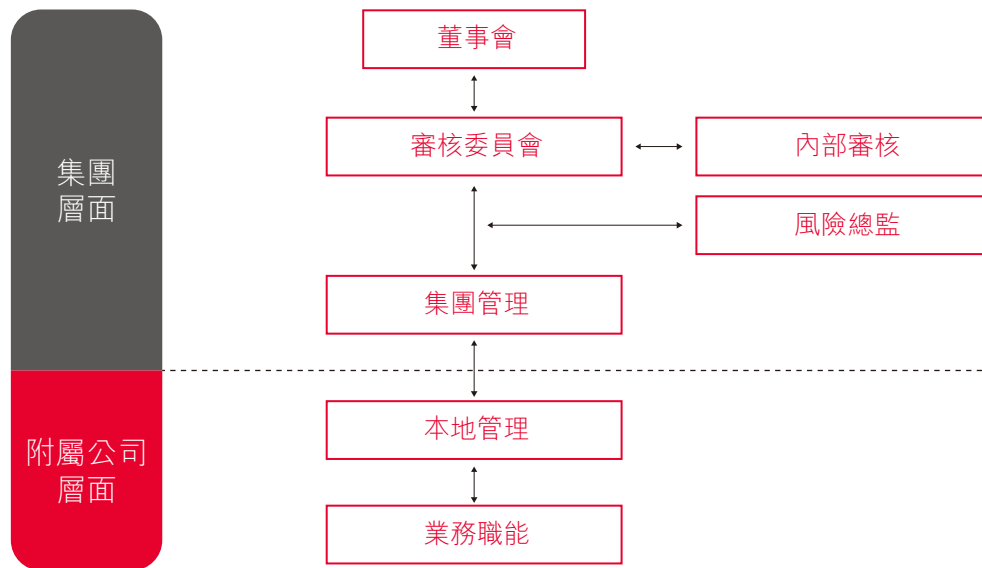 董事會
審核委員會
內部審核
集團
層面
風險總監
集團管理
本地管理
附屬公司
層面
業務職能